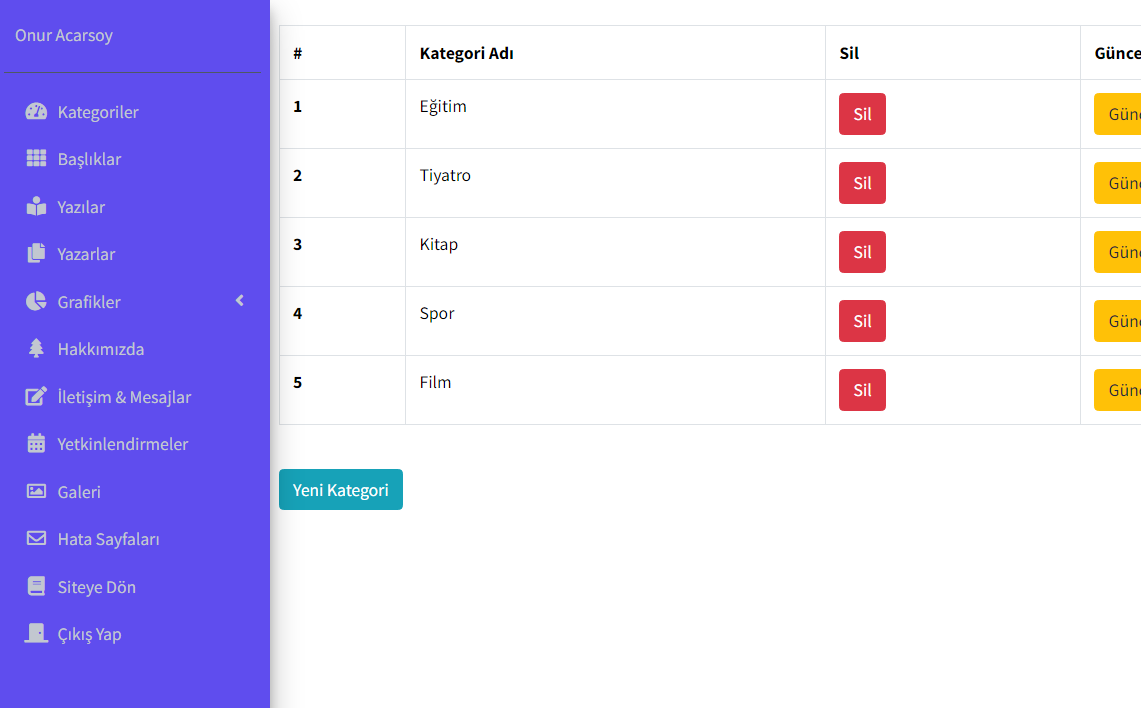 Onur Acarsoy
Kategoriler
Başlıklar
Yazılar
Yazarlar
Grafikler
Hakkımızda
İletişim & Mesajlar
Yetkinlendirmeler
Galeri
Hata Sayfaları
Siteye Dön
Çıkış Yap
# Kategori Adı Sil Günce
1 Eğitim Sil Günc
2 Tiyatro Sil Günc
3 Kitap Sil Günc
4 Spor Sil Günc
5 Film Sil Günc
Yeni Kategori